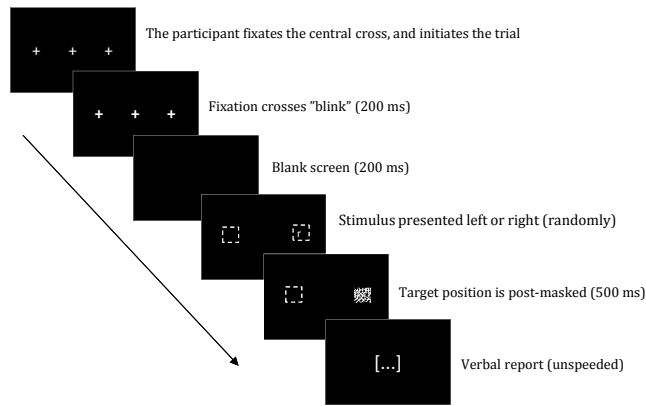 + + +
The participant fixates the central cross, and initiates the trial
+ + +
Fixation crosses ”blink” (200 ms)
Blank screen (200 ms)
r
Stimulus presented left or right (randomly)
Target position is post-masked (500 ms)
[...]
Verbal report (unspeeded)